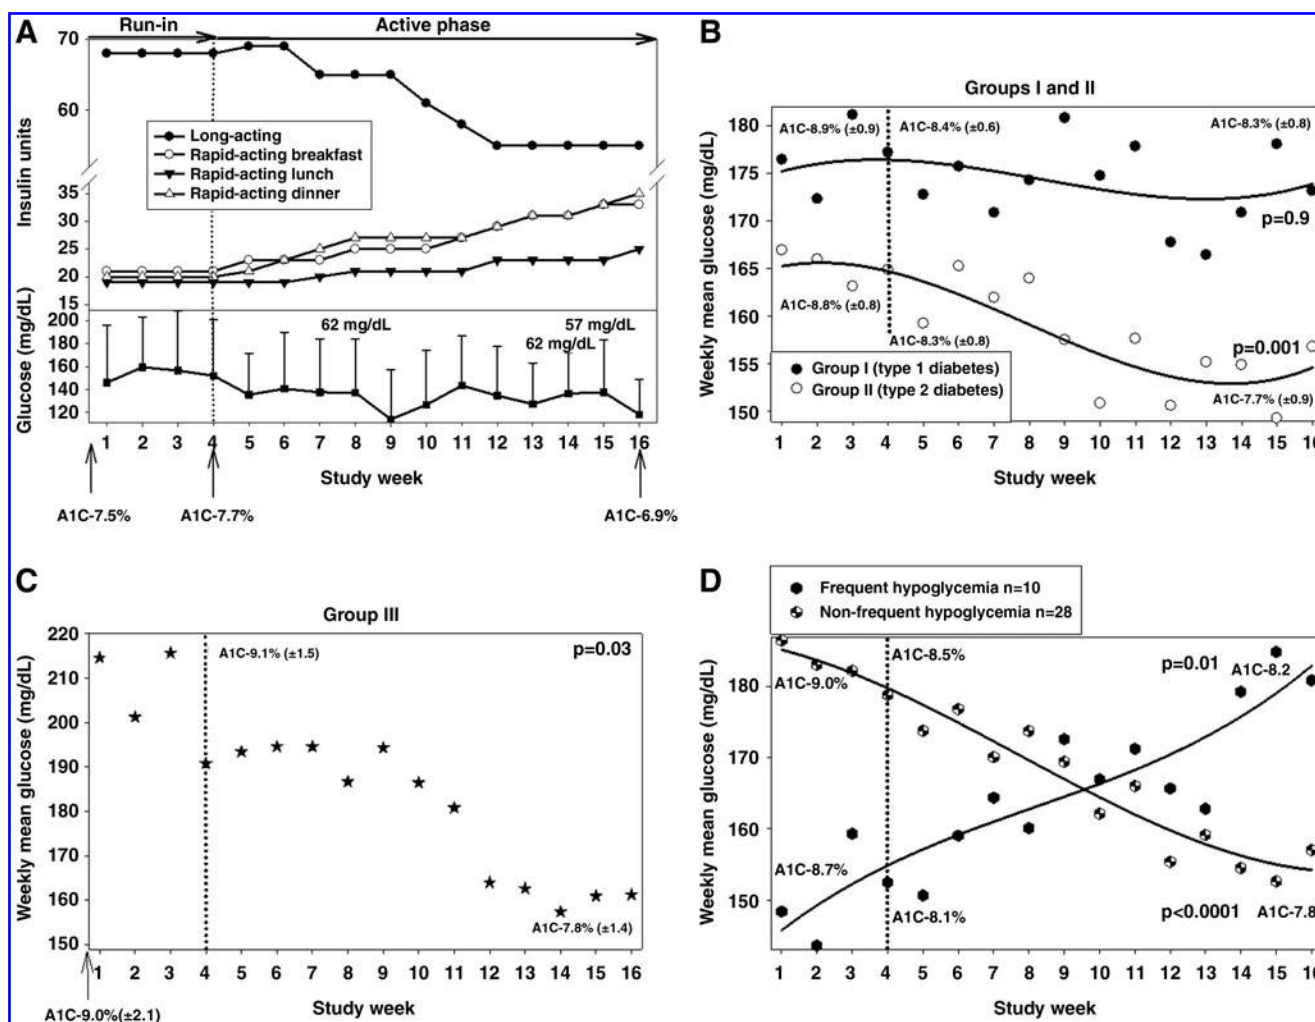 A
Run-in
Active phase
70
60
Long-acting
Rapid-acting breakfast
Rapid-acting lunch
Rapid-acting dinner
Insulin units
35
30
25
20
15
Glucose (mg/dL)
200
180
160
140
120
62 mg/dL
57 mg/dL
62 mg/dL
1 2 3 4 5 6 7 8 9 10 11 12 13 14 15 16
Study week
A1C-7.5%
A1C-7.7%
A1C-6.9%
B
Groups I and II
Weekly mean glucose (mg/dL)
180
175
170
165
160
155
150
A1C-8.9% (±0.9)
A1C-8.4% (±0.6)
A1C-8.3% (±0.8)
p=0.9
A1C-8.8% (±0.8)
A1C-8.3% (±0.8)
p=0.001
Group I (type 1 diabetes)
Group II (type 2 diabetes)
A1C-7.7% (±0.9)
1 2 3 4 5 6 7 8 9 10 11 12 13 14 15 16
Study week
C
Group III
Weekly mean glucose (mg/dL)
220
210
200
190
180
170
160
150
A1C-9.1% (±1.5)
p=0.03
A1C-7.8% (±1.4)
1 2 3 4 5 6 7 8 9 10 11 12 13 14 15 16
Study week
A1C-9.0%(±2.1)
D
Frequent hypoglycemia n=10
Non-frequent hypoglycemia n=28
Weekly mean glucose (mg/dL)
180
170
160
150
A1C-8.5%
p=0.01
A1C-8.2
A1C-9.0%
A1C-8.7%
A1C-8.1%
p<0.0001
A1C-7.8
1 2 3 4 5 6 7 8 9 10 11 12 13 14 15 16
Study week